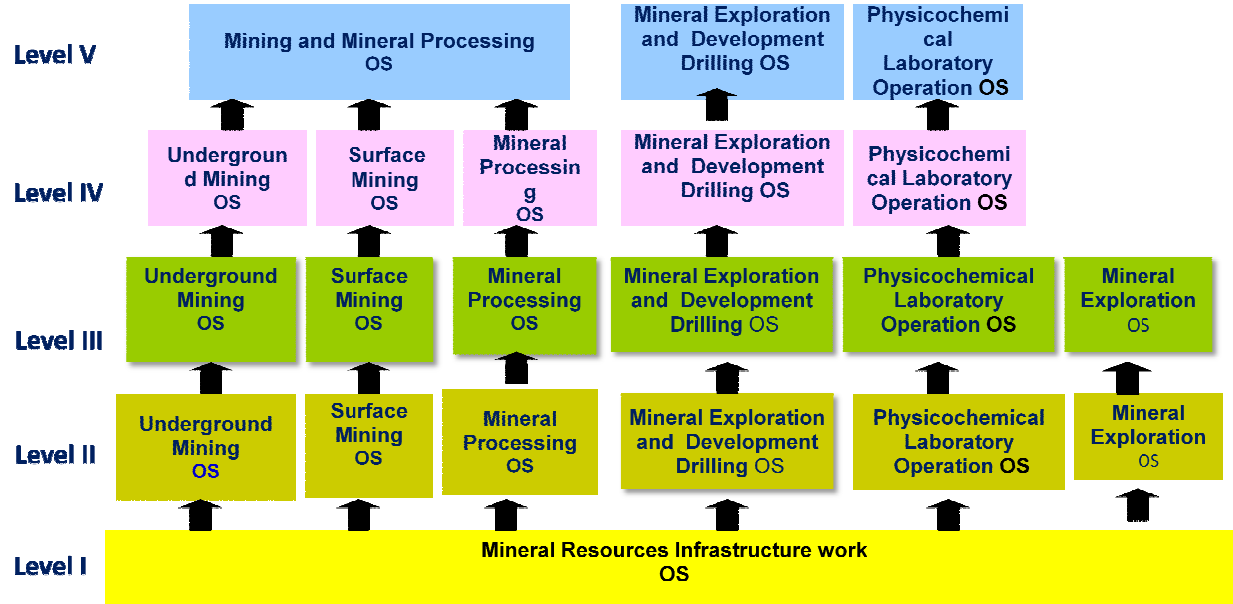 Level V
Mining and Mineral Processing
OS
Mineral Exploration
and Development
Drilling OS
Physicochemi
cal
Laboratory
Operation OS
Level IV
Undergroun
d Mining
OS
Surface
Mining
OS
Mineral
Processin
g
OS
Mineral Exploration
and Development
Drilling OS
Physicochemi
cal Laboratory
Operation OS
Level III
Underground
Mining
OS
Surface
Mining
OS
Mineral
Processing
OS
Mineral Exploration
and Development
Drilling OS
Physicochemical
Laboratory
Operation OS
Mineral
Exploration
OS
Level II
Underground
Mining
OS
Surface
Mining
OS
Mineral
Processing
OS
Mineral Exploration
and Development
Drilling OS
Physicochemical
Laboratory
Operation OS
Mineral
Exploration
OS
Level I
Mineral Resources Infrastructure work
OS